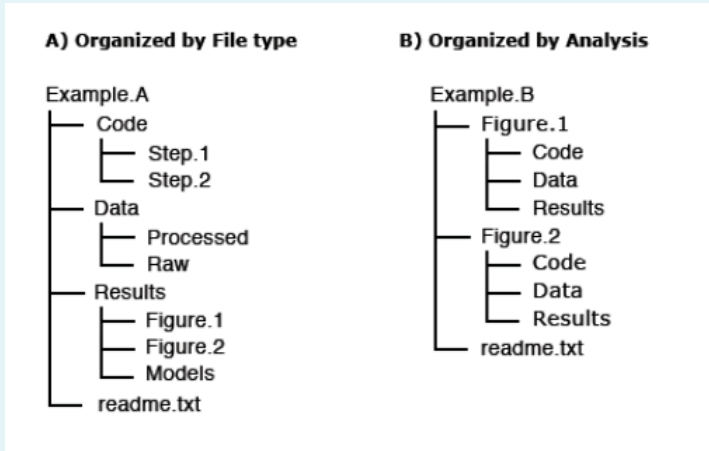 A) Organized by File type
Example.A
Code
Step.1
Step.2
Data
Processed
Raw
Results
Figure.1
Figure.2
Models
readme.txt
B) Organized by Analysis
Example.B
Figure.1
Code
Data
Results
Figure.2
Code
Data
Results
readme.txt